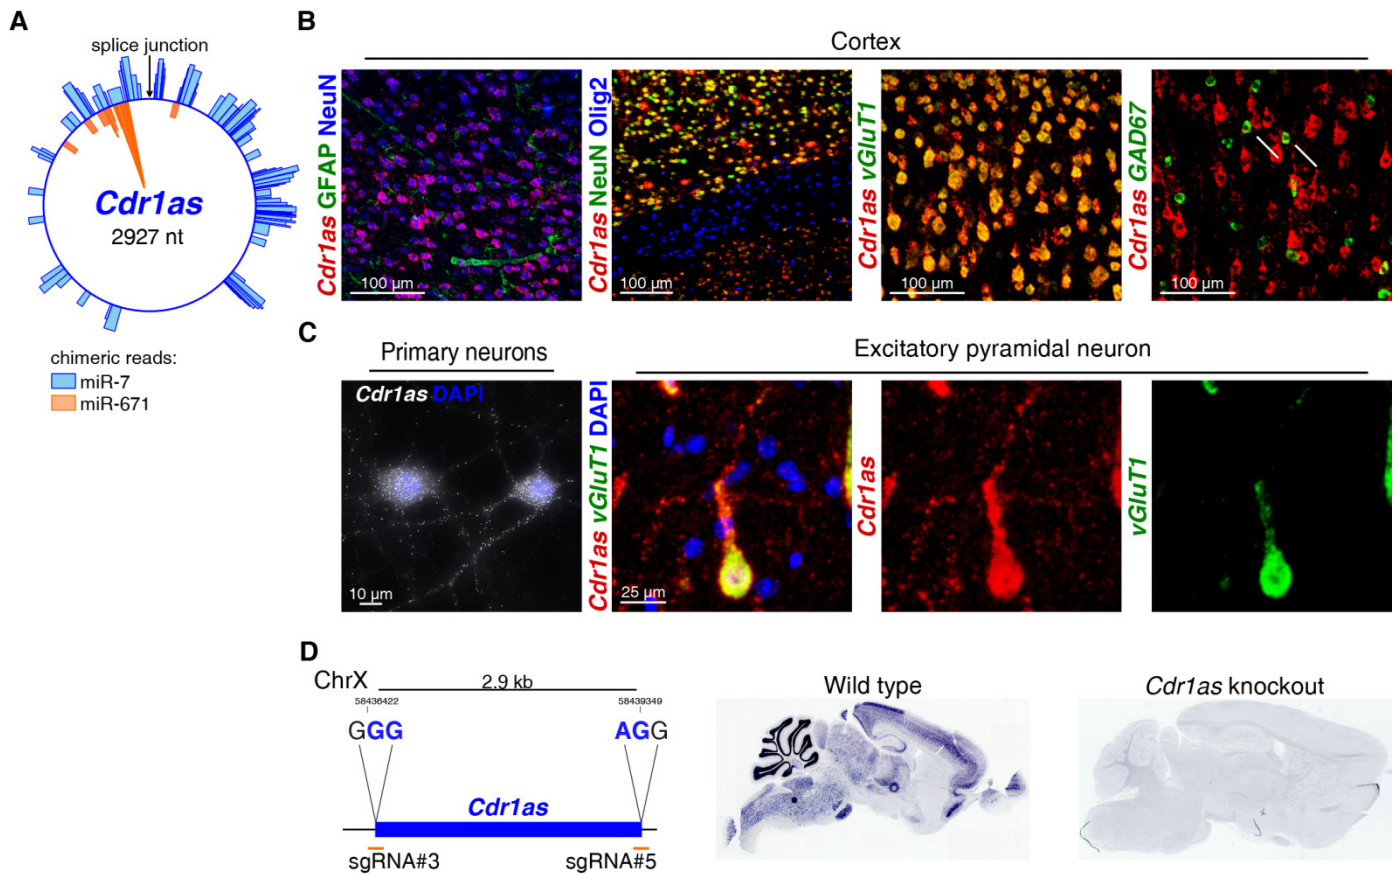 A
splice junction
Cdr1as
2927 nt
chimeric reads:
miR-7
miR-671
B
Cortex
Cdr1as GFAP NeuN
100 µm
Cdr1as NeuN Olig2
100 µm
Cdr1as vGluT1
100 µm
Cdr1as GAD67
100 µm
C
Primary neurons
Excitatory pyramidal neuron
Cdr1as DAPI
10 µm
Cdr1as vGluT1 DAPI
25 µm
Cdr1as
vGluT1
D
ChrX
2.9 kb
58436422
58439349
GGG
AGG
Cdr1as
sgRNA#3
sgRNA#5
Wild type
Cdr1as knockout